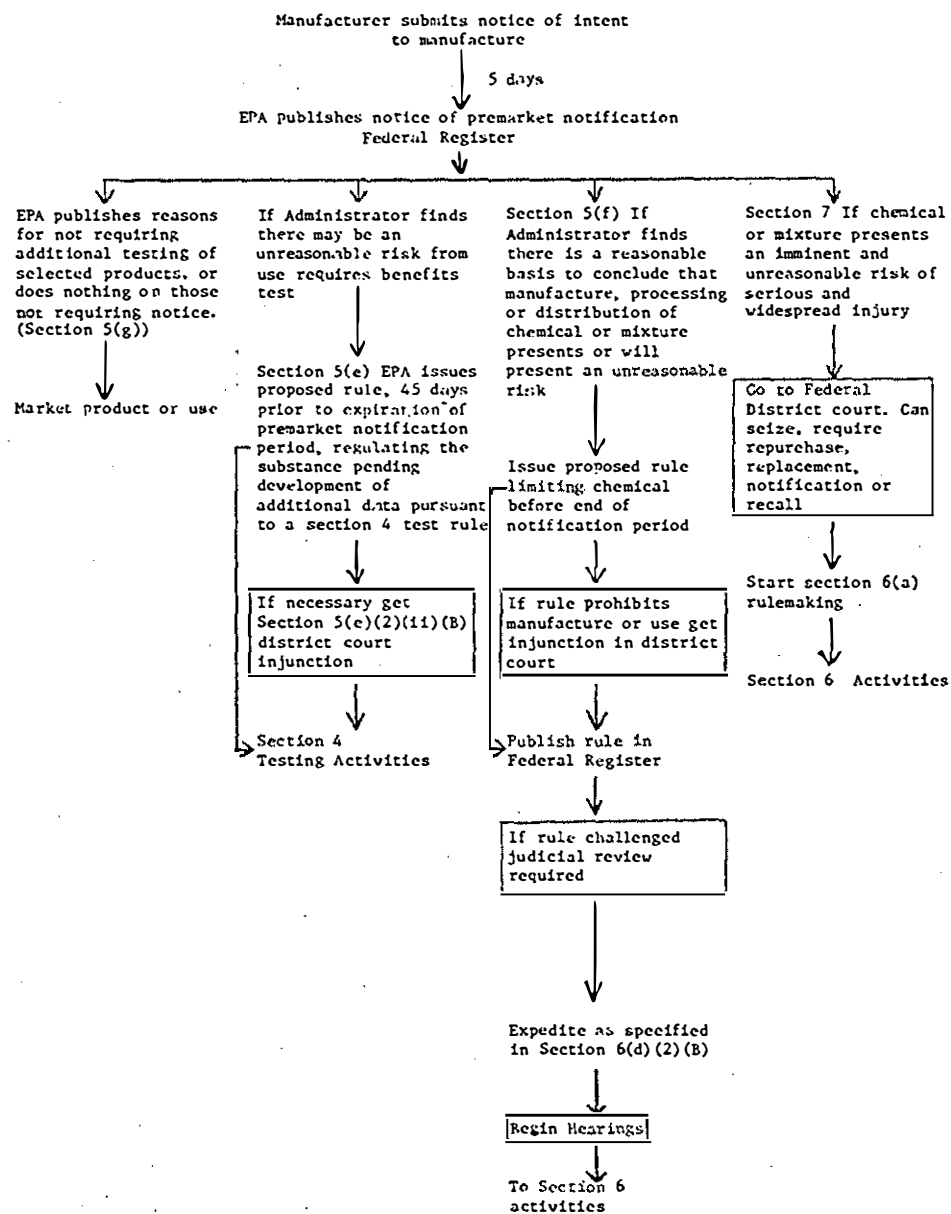 Manufacturer submits notice of intent
to manufacture
5 days
EPA publishes notice of premarket notification
Federal Register
EPA publishes reasons
for not requiring
additional testing of
selected products, or
does nothing on those
not requiring notice.
(Section 5(g))
Market product or use
If Administrator finds
there may be an
unreasonable risk from
use requires benefits
test
Section 5(e) EPA issues
proposed rule, 45 days
prior to expiration of
premarket notification
period, regulating the
substance pending
development of
additional data pursuant
to a section 4 test rule
If necessary get
Section 5(e)(2)(ii)(B)
district court
injunction
Section 4
Testing Activities
Section 5(f) If
Administrator finds
there is a reasonable
basis to conclude that
manufacture, processing
or distribution of
chemical or mixture
presents or will
present an unreasonable
risk
Issue proposed rule
limiting chemical
before end of
notification period
If rule prohibits
manufacture or use get
injunction in district
court
Publish rule in
Federal Register
If rule challenged
judicial review
required
Expedite as specified
in Section 6(d)(2)(B)
Begin Hearings
To Section 6
activities
Section 7 If chemical
or mixture presents
an imminent and
unreasonable risk of
serious and
widespread injury
Go to Federal
District court. Can
seize, require
repurchase,
replacement,
notification or
recall
Start section 6(a)
rulemaking
Section 6 Activities